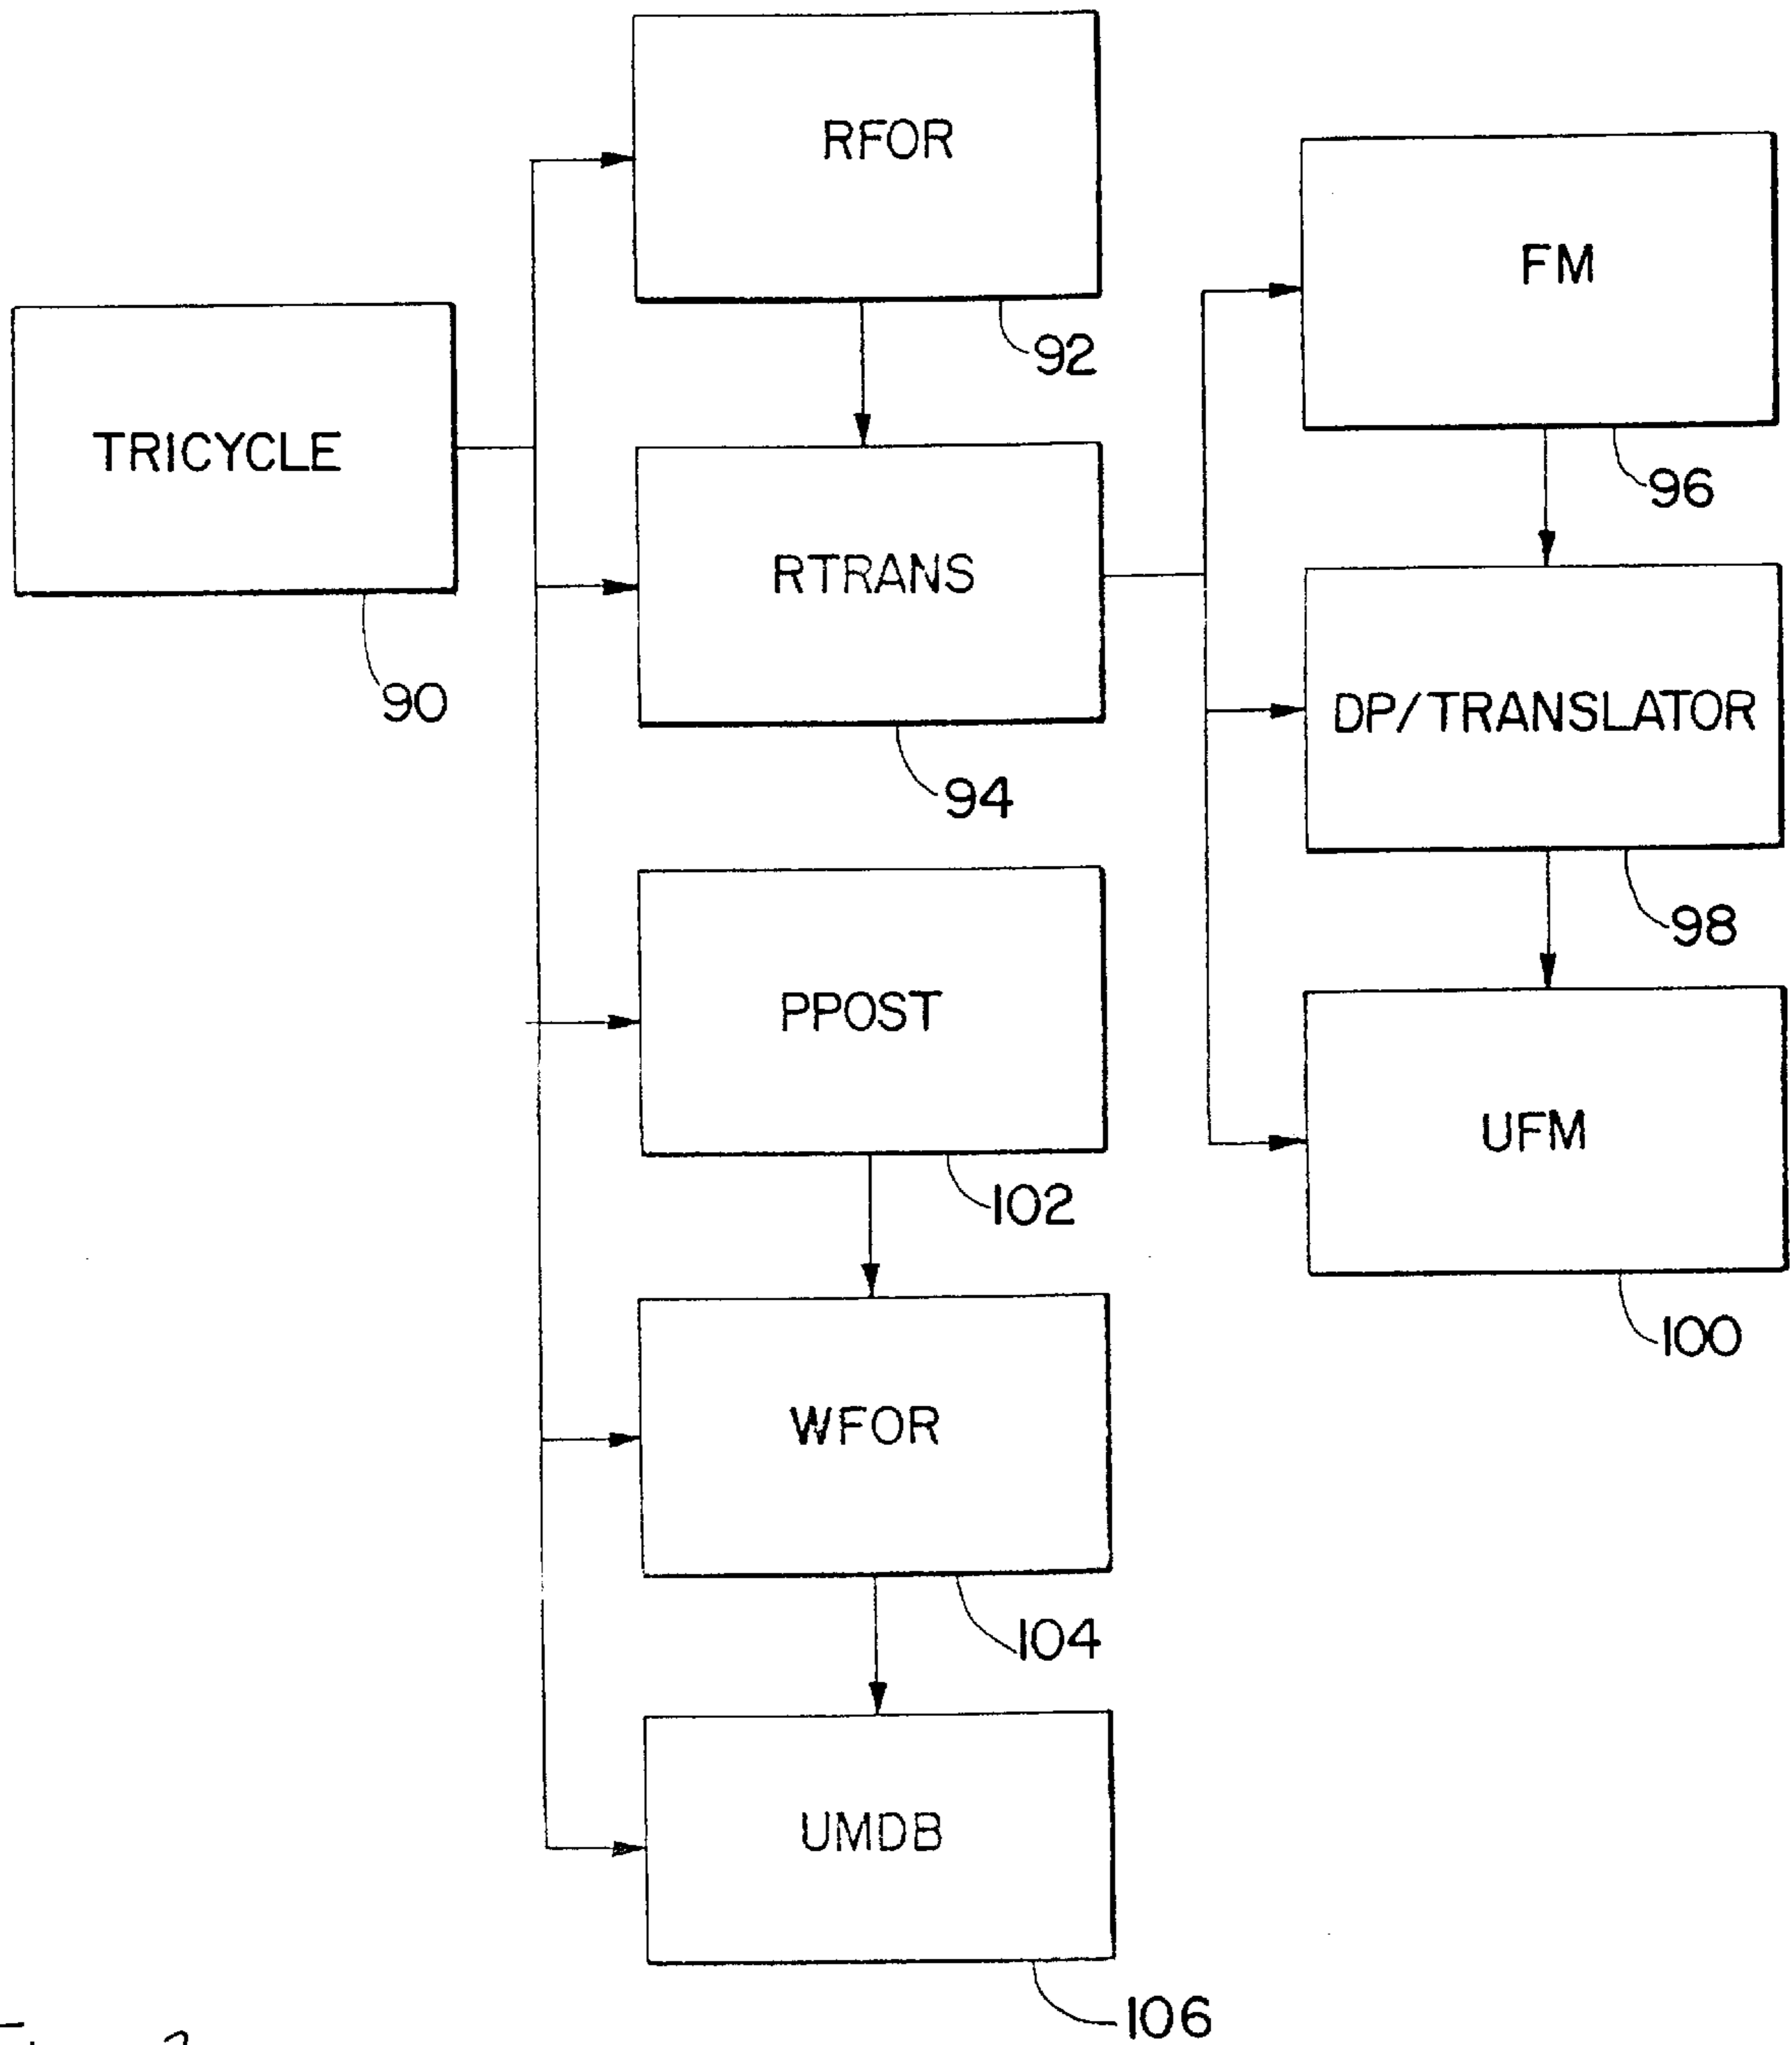 RFOR
92
TRICYCLE
90
RTRANS
94
FM
96
DP/TRANSLATOR
98
UFM
100
PPOST
102
WFOR
104
UMDB
106